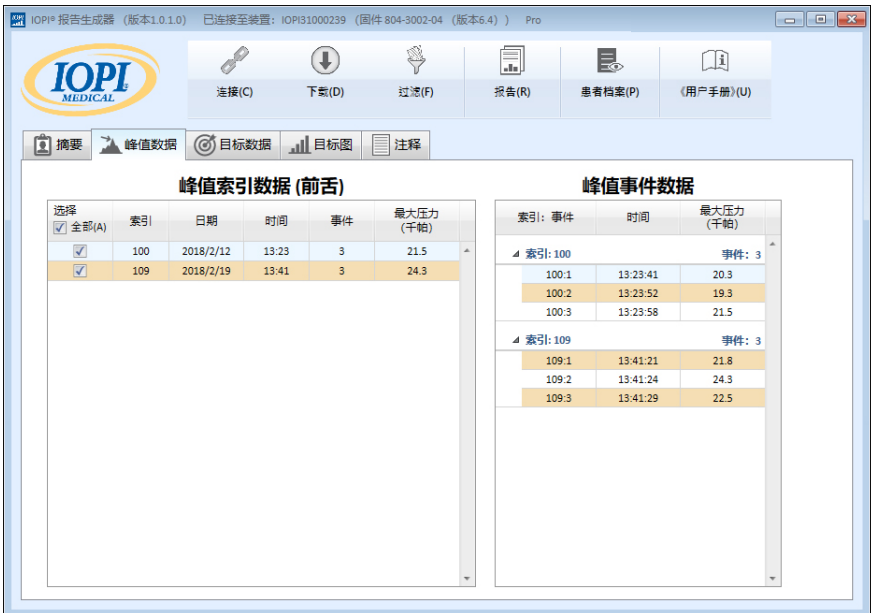 IOPI® 报告生成器 （版本1.0.1.0） 已连接至装置：IOPI31000239 （固件 804-3002-04 （版本6.4）） Pro
IOPI
MEDICAL
连接(C) 下载(D) 过滤(F) 报告(R) 患者档案(P) 《用户手册》(U)
摘要 峰值数据 目标数据 目标图 注释
峰值索引数据 (前舌)
选择 全部(A) 索引 日期 时间 事件 最大压力 (千帕)
100 2018/2/12 13:23 3 21.5
109 2018/2/19 13:41 3 24.3
峰值事件数据
索引：事件 时间 最大压力 (千帕)
索引: 100 事件：3
100:1 13:23:41 20.3
100:2 13:23:52 19.3
100:3 13:23:58 21.5
索引: 109 事件：3
109:1 13:41:21 21.8
109:2 13:41:24 24.3
109:3 13:41:29 22.5